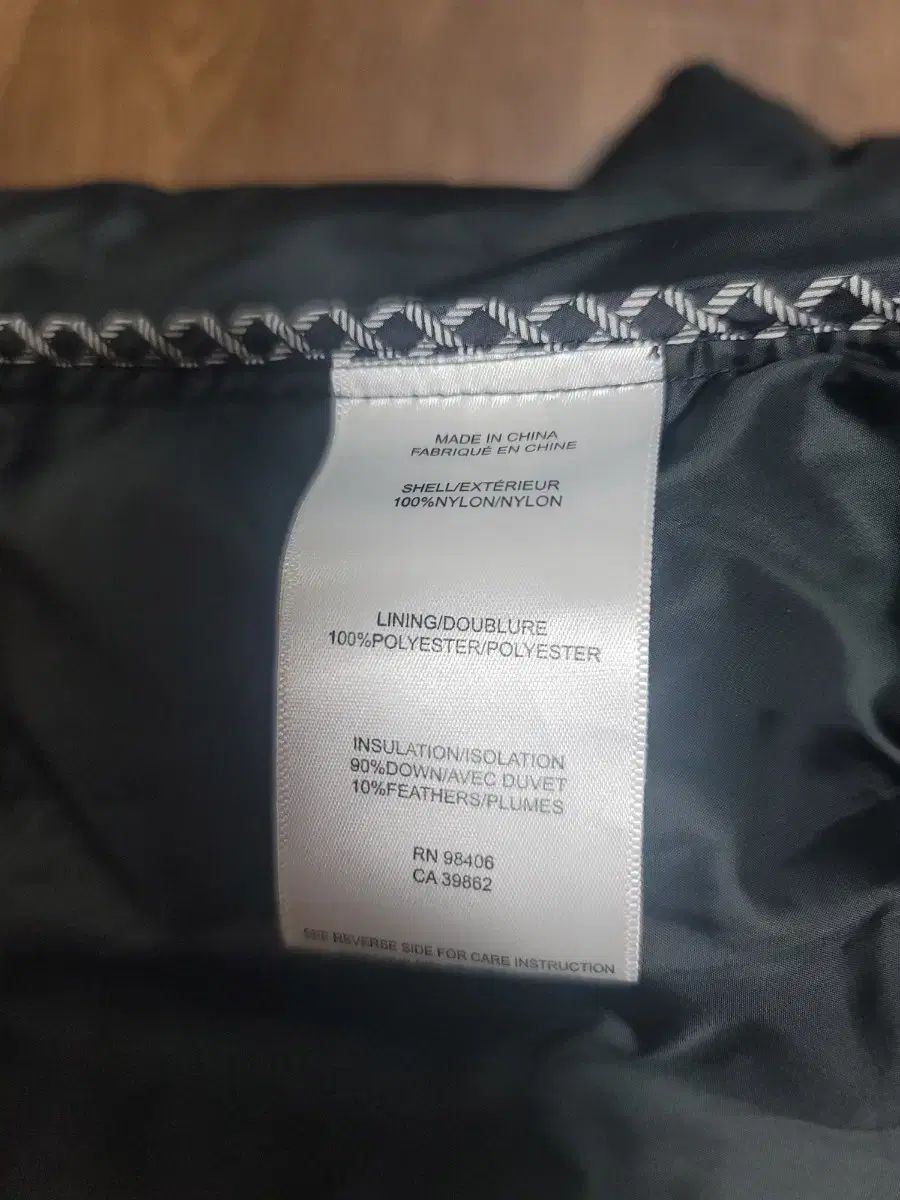 MADE IN CHINA
FABRIQUÉ EN CHINE
SHELL/EXTÉRIEUR
100%NYLON/NYLON
LINING/DOUBLURE
100%POLYESTER/POLYESTER
INSULATION/ISOLATION
90%DOWN/AVEC DUVET
10%FEATHERS/PLUMES
RN 98406
CA 39862
SEE REVERSE SIDE FOR CARE INSTRUCTION